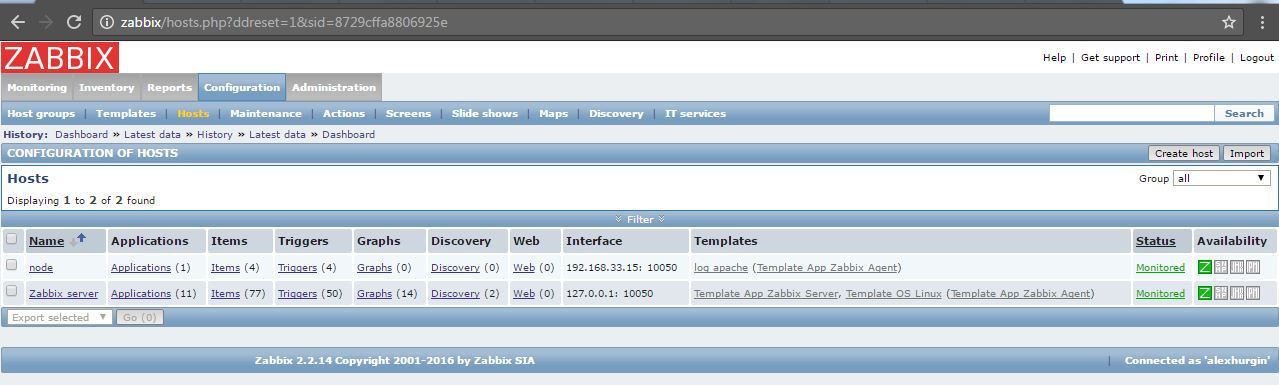 zabbix/hosts.php?ddreset=1&sid=8729cffa8806925e
ZABBIX
Help | Get support | Print | Profile | Logout
Monitoring Inventory Reports Configuration Administration
Host groups | Templates | Hosts | Maintenance | Actions | Screens | Slide shows | Maps | Discovery | IT services Search
History: Dashboard » Latest data » History » Latest data » Dashboard
CONFIGURATION OF HOSTS Create host Import
Hosts Group all
Displaying 1 to 2 of 2 found
Filter
Name Applications Items Triggers Graphs Discovery Web Interface Templates Status Availability
node Applications (1) Items (4) Triggers (4) Graphs (0) Discovery (0) Web (0) 192.168.33.15: 10050 log apache (Template App Zabbix Agent) Monitored Z
Zabbix server Applications (11) Items (77) Triggers (50) Graphs (14) Discovery (2) Web (0) 127.0.0.1: 10050 Template App Zabbix Server, Template OS Linux (Template App Zabbix Agent) Monitored Z
Export selected Go (0)
Zabbix 2.2.14 Copyright 2001-2016 by Zabbix SIA | Connected as 'alexhurgin'